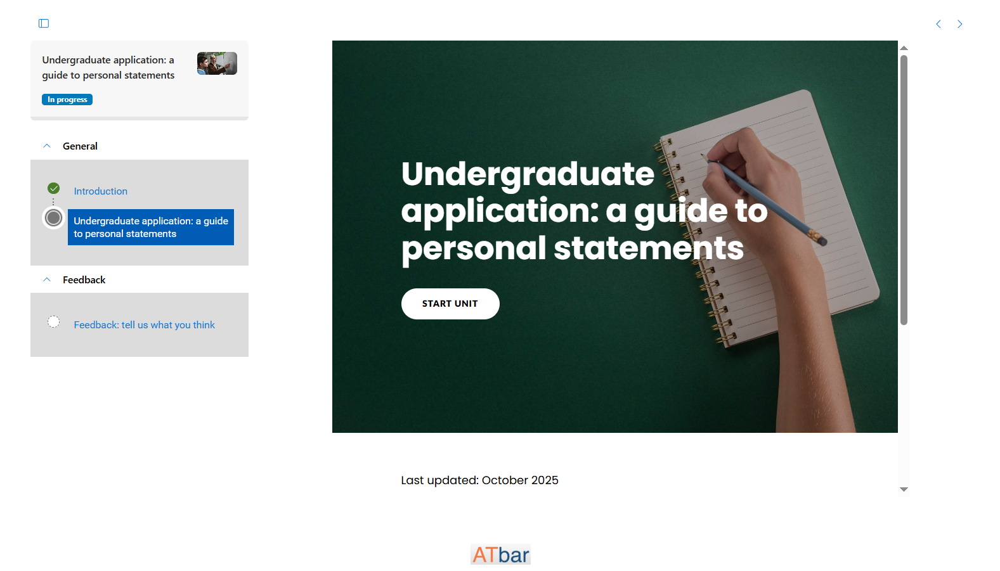 Undergraduate application: a
guide to personal statements
In progress
General
Introduction
Undergraduate application: a guide
to personal statements
Feedback
Feedback: tell us what you think
Undergraduate
application: a guide to
personal statements
START UNIT
Last updated: October 2025
ATbar